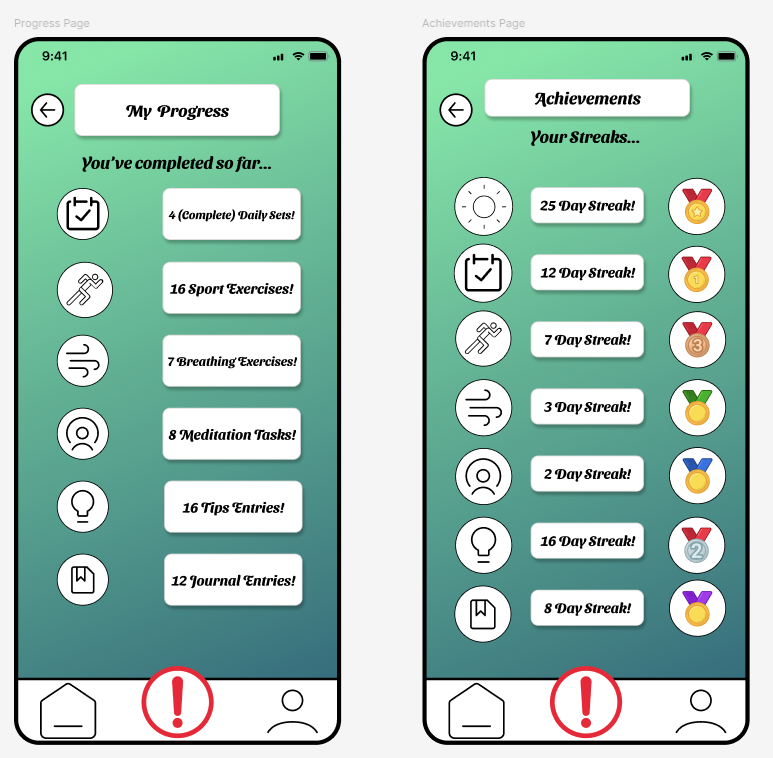 Progress Page
9:41
My Progress
You've completed so far...
4 (Complete) Daily Sets!
16 Sport Exercises!
7 Breathing Exercises!
8 Meditation Tasks!
16 Tips Entries!
12 Journal Entries!
Achievements Page
9:41
Achievements
Your Streaks...
25 Day Streak!
12 Day Streak!
1
7 Day Streak!
3
3 Day Streak!
2 Day Streak!
16 Day Streak!
2
8 Day Streak!